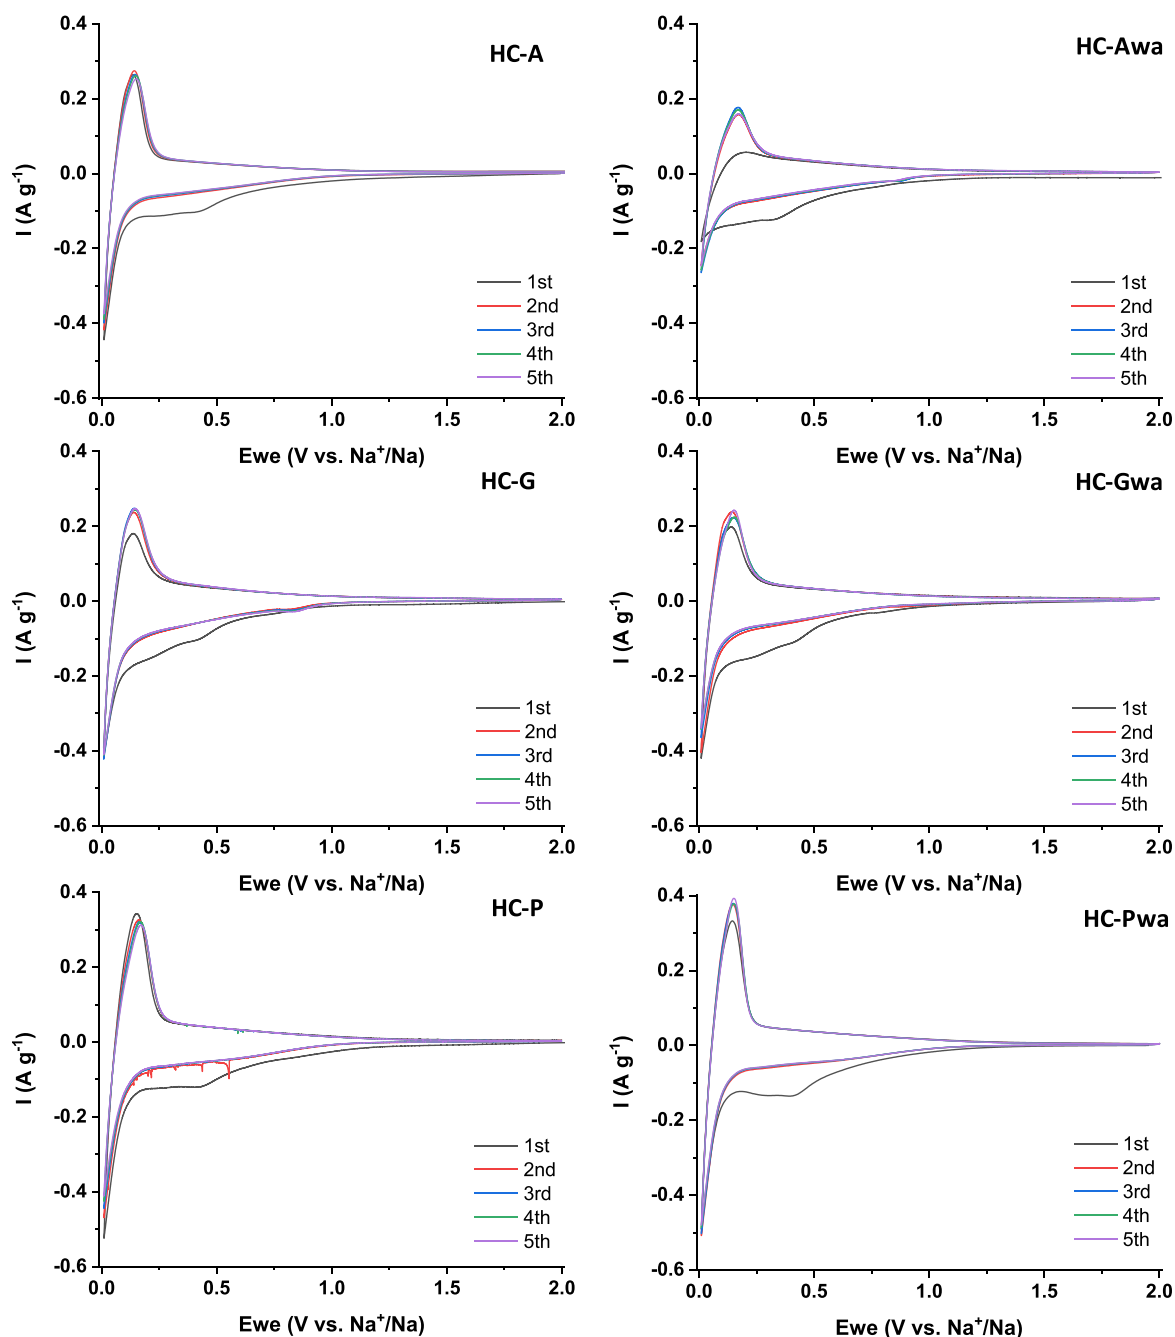 HC-A
I (A g⁻¹)
0.4
0.2
0.0
-0.2
-0.4
-0.6
0.0 0.5 1.0 1.5 2.0
Ewe (V vs. Na⁺/Na)
1st
2nd
3rd
4th
5th
HC-Awa
I (A g⁻¹)
0.4
0.2
0.0
-0.2
-0.4
-0.6
0.0 0.5 1.0 1.5 2.0
Ewe (V vs. Na⁺/Na)
1st
2nd
3rd
4th
5th
HC-G
I (A g⁻¹)
0.4
0.2
0.0
-0.2
-0.4
-0.6
0.0 0.5 1.0 1.5 2.0
Ewe (V vs. Na⁺/Na)
1st
2nd
3rd
4th
5th
HC-Gwa
I (A g⁻¹)
0.4
0.2
0.0
-0.2
-0.4
-0.6
0.0 0.5 1.0 1.5 2.0
Ewe (V vs. Na⁺/Na)
1st
2nd
3rd
4th
5th
HC-P
I (A g⁻¹)
0.4
0.2
0.0
-0.2
-0.4
-0.6
0.0 0.5 1.0 1.5 2.0
Ewe (V vs. Na⁺/Na)
1st
2nd
3rd
4th
5th
HC-Pwa
I (A g⁻¹)
0.4
0.2
0.0
-0.2
-0.4
-0.6
0.0 0.5 1.0 1.5 2.0
Ewe (V vs. Na⁺/Na)
1st
2nd
3rd
4th
5th